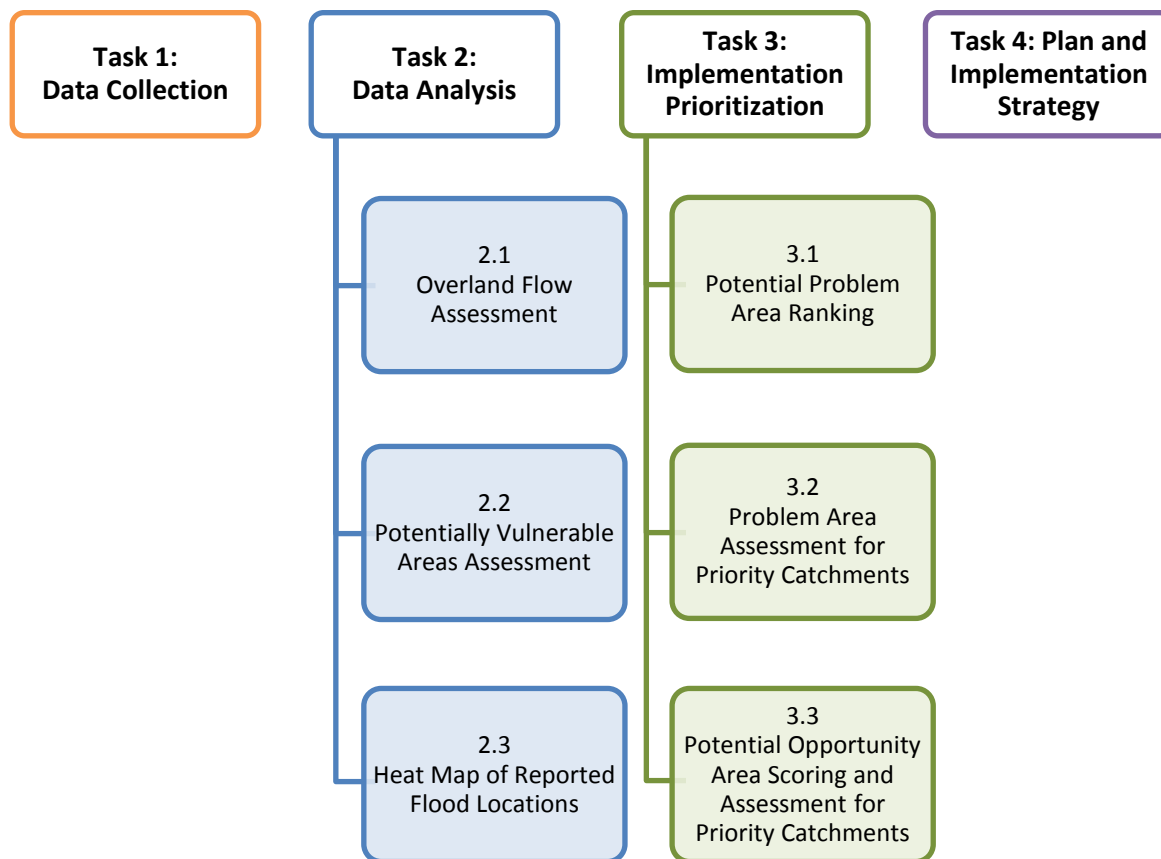 Task 1:
Data Collection
Task 2:
Data Analysis
Task 3:
Implementation
Prioritization
Task 4: Plan and
Implementation
Strategy
2.1
Overland Flow
Assessment
2.2
Potentially Vulnerable
Areas Assessment
2.3
Heat Map of Reported
Flood Locations
3.1
Potential Problem
Area Ranking
3.2
Problem Area
Assessment for
Priority Catchments
3.3
Potential Opportunity
Area Scoring and
Assessment for
Priority Catchments